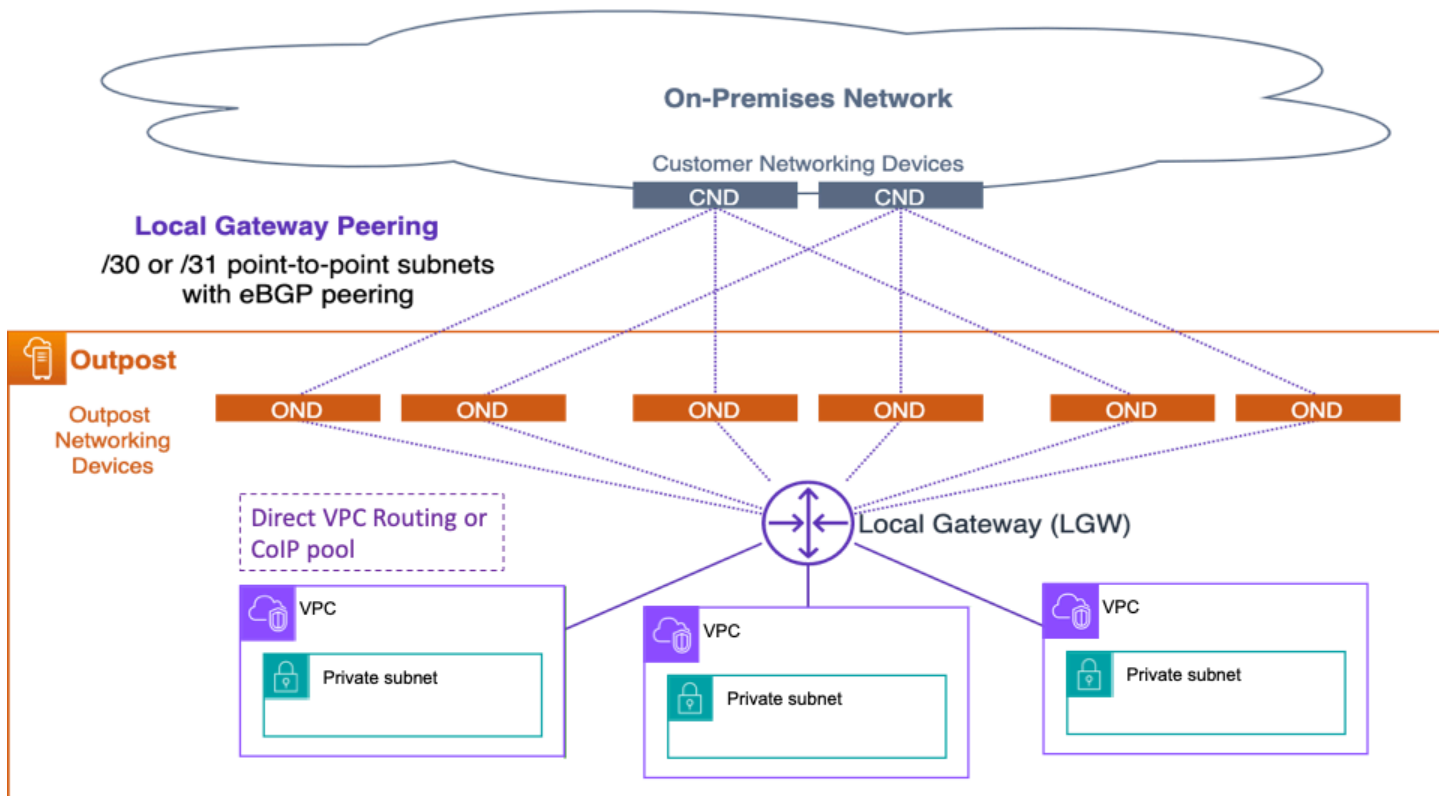 On-Premises Network
Customer Networking Devices
CND
CND
Local Gateway Peering
/30 or /31 point-to-point subnets
with eBGP peering
Outpost
Outpost
Networking
Devices
OND
OND
OND
OND
OND
OND
Direct VPC Routing or
CoIP pool
Local Gateway (LGW)
VPC
Private subnet
VPC
Private subnet
VPC
Private subnet